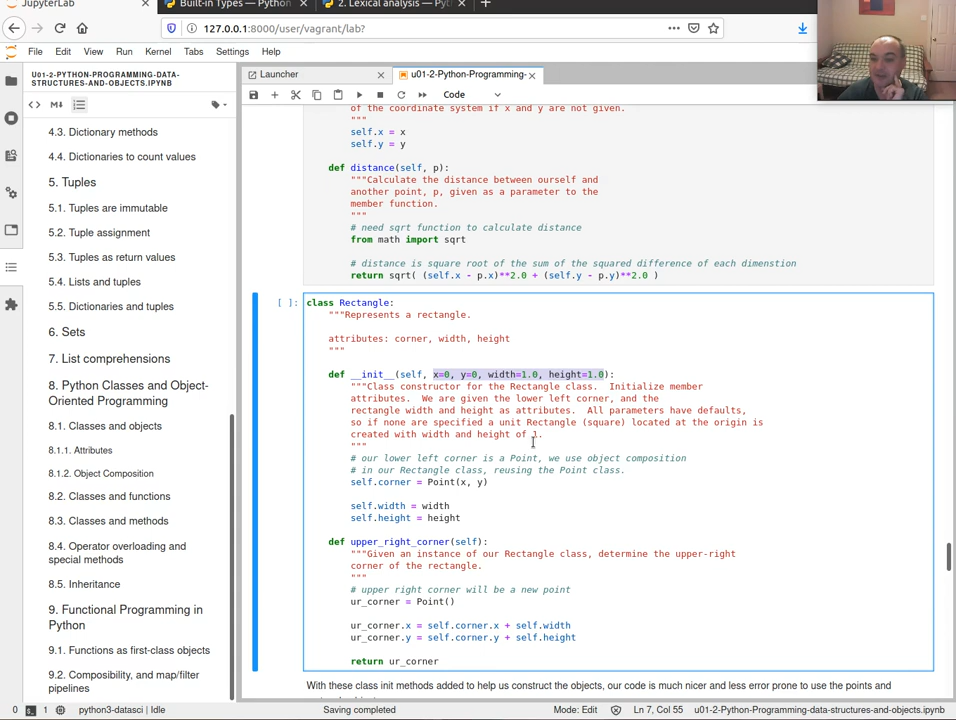 JupyterLab
Built-in Types — Python
2. Lexical analysis — Pyt
127.0.0.1:8000/user/vagrant/lab?
File Edit View Run Kernel Tabs Settings Help
U01-2-PYTHON-PROGRAMMING-DATA-
STRUCTURES-AND-OBJECTS.IPYNB
4.3. Dictionary methods
4.4. Dictionaries to count values
5. Tuples
5.1. Tuples are immutable
5.2. Tuple assignment
5.3. Tuples as return values
5.4. Lists and tuples
5.5. Dictionaries and tuples
6. Sets
7. List comprehensions
8. Python Classes and Object-
Oriented Programming
8.1. Classes and objects
8.1.1. Attributes
8.1.2. Object Composition
8.2. Classes and functions
8.3. Classes and methods
8.4. Operator overloading and
special methods
8.5. Inheritance
9. Functional Programming in
Python
9.1. Functions as first-class objects
9.2. Composibility, and map/filter
pipelines
Launcher
u01-2-Python-Programming-
Code
of the coordinate system if x and y are not given.
"""
self.x = x
self.y = y
def distance(self, p):
"""Calculate the distance between ourself and
another point, p, given as a parameter to the
member function.
"""
# need sqrt function to calculate distance
from math import sqrt
# distance is square root of the sum of the squared difference of each dimenstion
return sqrt( (self.x - p.x)**2.0 + (self.y - p.y)**2.0 )
[ ]: class Rectangle:
"""Represents a rectangle.
attributes: corner, width, height
"""
def __init__(self, x=0, y=0, width=1.0, height=1.0):
"""Class constructor for the Rectangle class.  Initialize member
attributes.  We are given the lower left corner, and the
rectangle width and height as attributes.  All parameters have defaults,
so if none are specified a unit Rectangle (square) located at the origin is
created with width and height of 1.
"""
# our lower left corner is a Point, we use object composition
# in our Rectangle class, reusing the Point class.
self.corner = Point(x, y)
self.width = width
self.height = height
def upper_right_corner(self):
"""Given an instance of our Rectangle class, determine the upper-right
corner of the rectangle.
"""
# upper right corner will be a new point
ur_corner = Point()
ur_corner.x = self.corner.x + self.width
ur_corner.y = self.corner.y + self.height
return ur_corner
With these class init methods added to help us construct the objects, our code is much nicer and less error prone to use the points and
0 1 python3-datasci | Idle
Saving completed
Mode: Edit
Ln 7, Col 55
u01-2-Python-Programming-data-structures-and-objects.ipynb